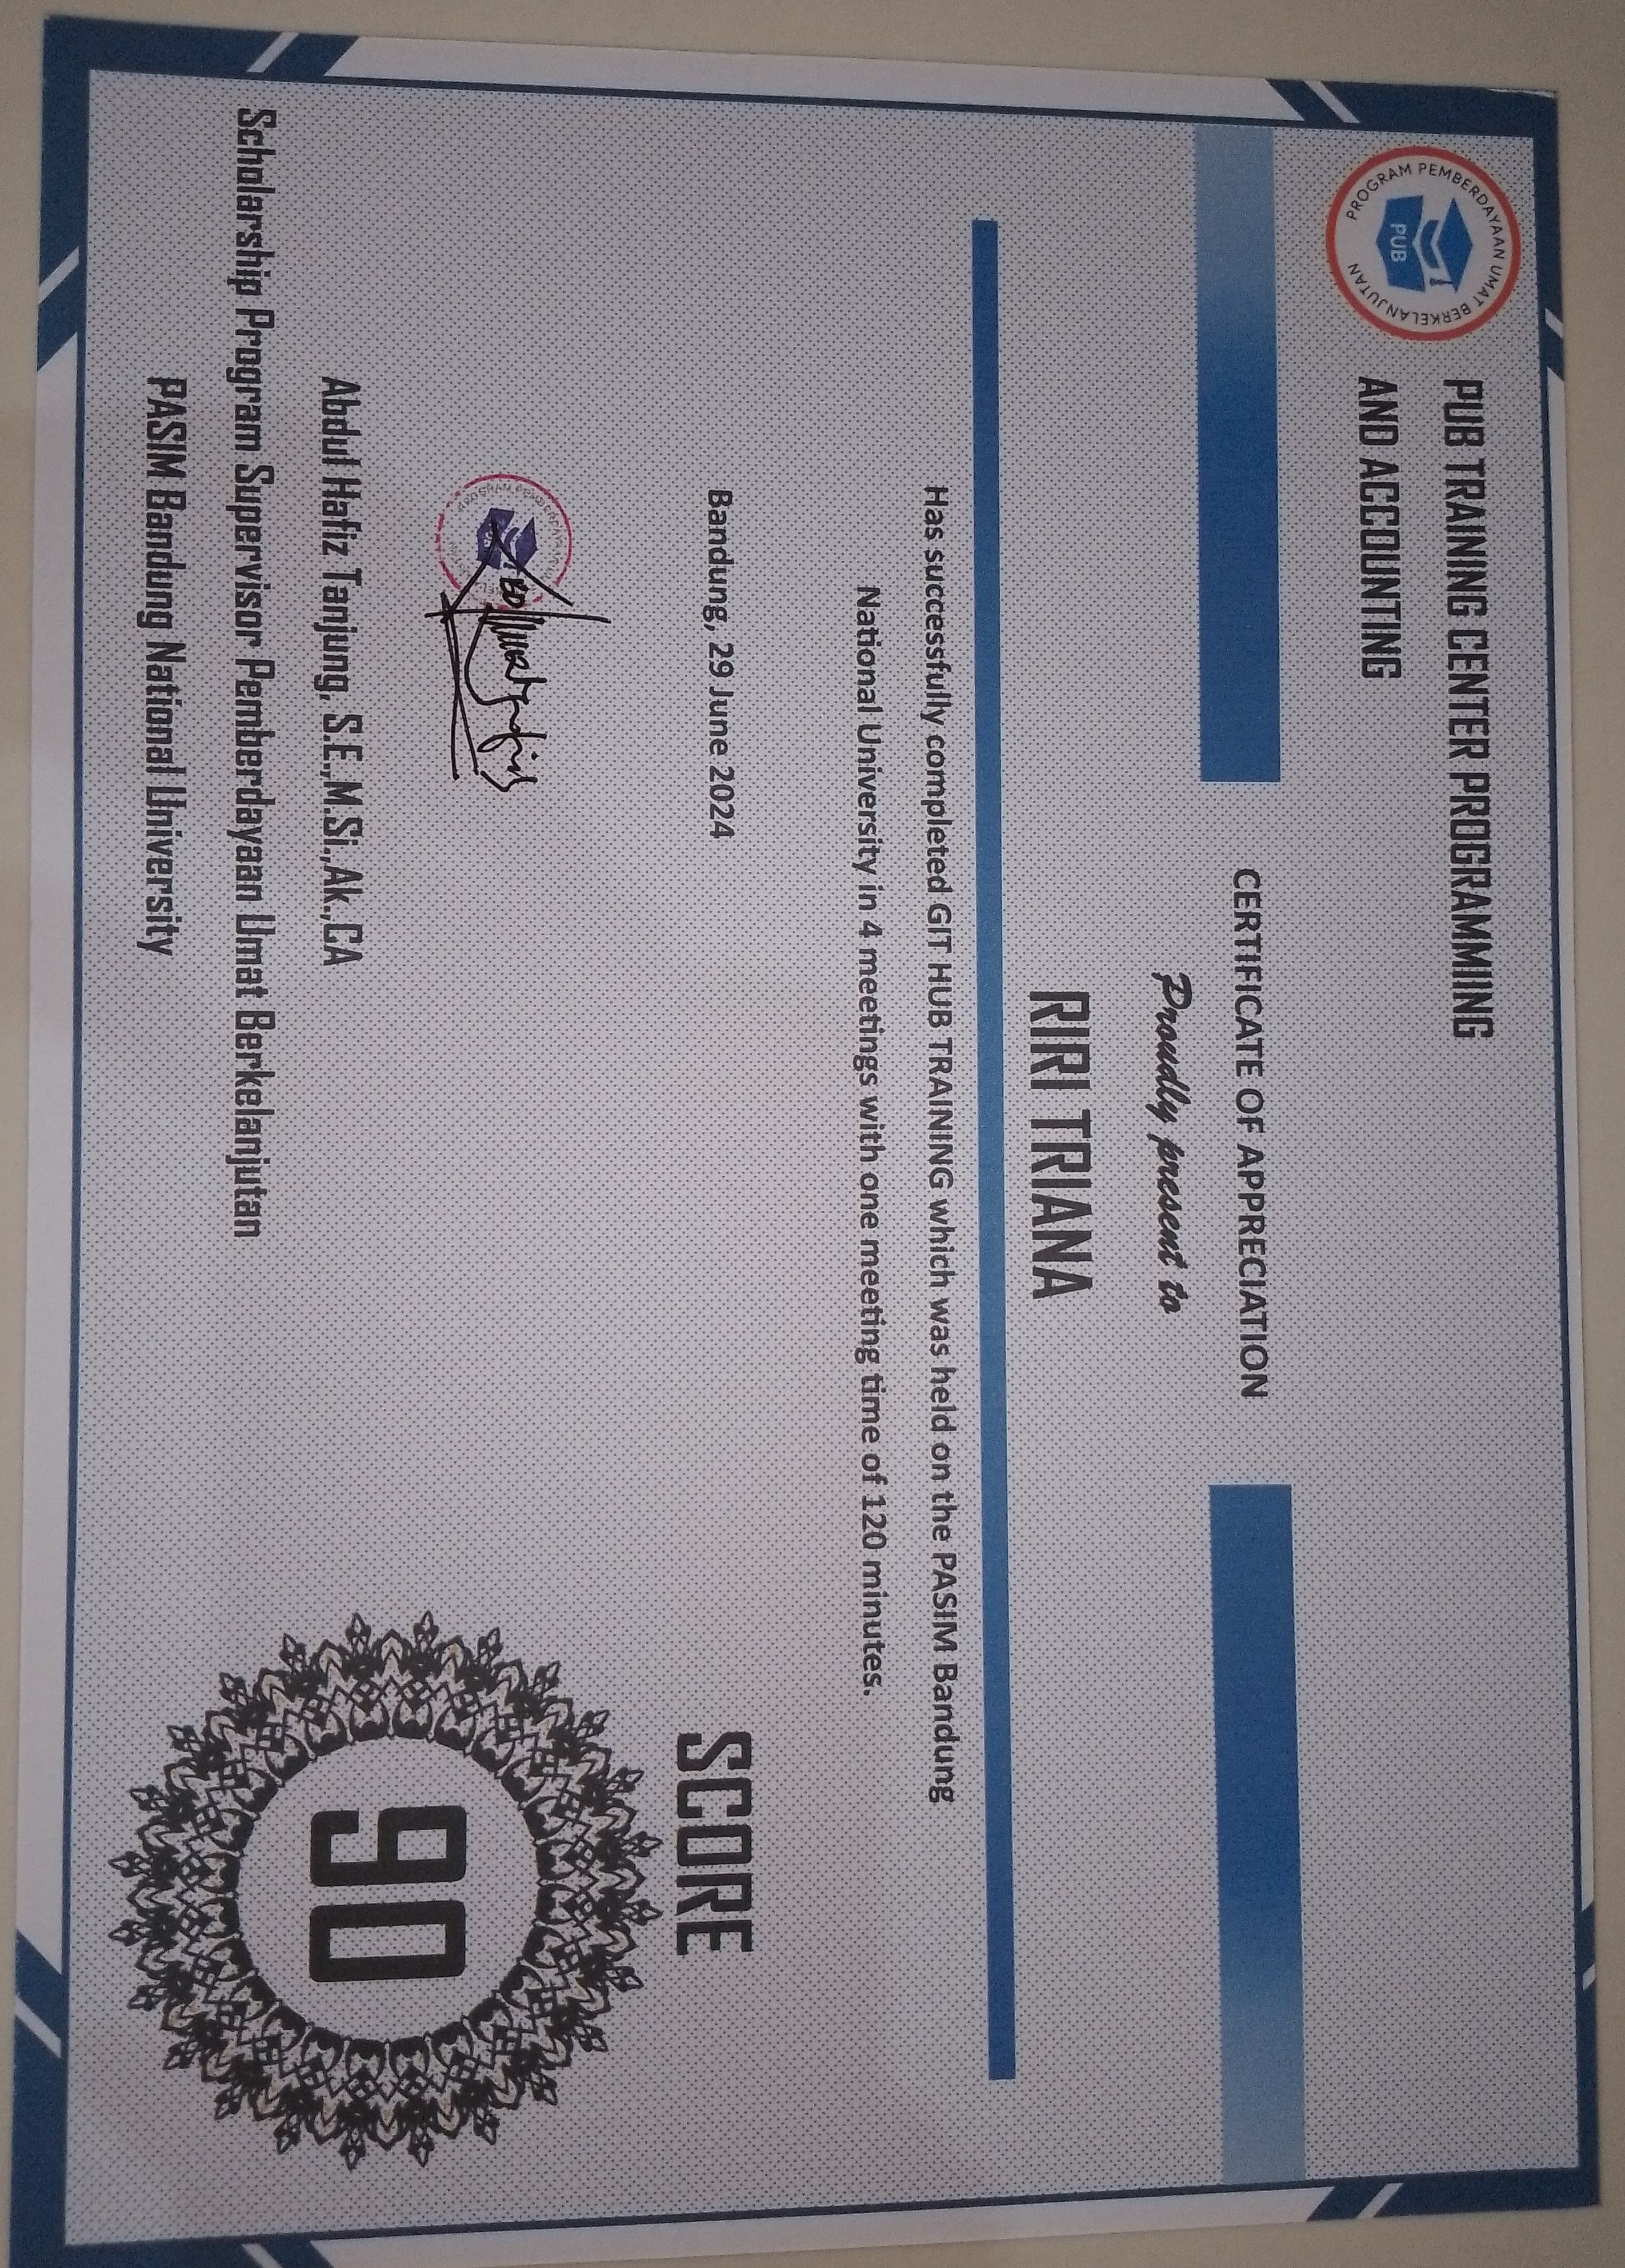 PROGRAM PEMBERDAYAAN UMAT BERKELANJUTAN
PUB
PUB TRAINING CENTER PROGRAMMIING
AND ACCOUNTING
CERTIFICATE OF APPRECIATION
Proudly present to
RIRI TRIANA
Has successfully completed GIT HUB TRAINING which was held on the PASIM Bandung
National University in 4 meetings with one meeting time of 120 minutes.
Bandung, 29 June 2024
SCORE
90
Abdul Hafiz Tanjung, S.E.,M.Si.,Ak.,CA
Scholarship Program Supervisor Pemberdayaan Umat Berkelanjutan
PASIM Bandung National University